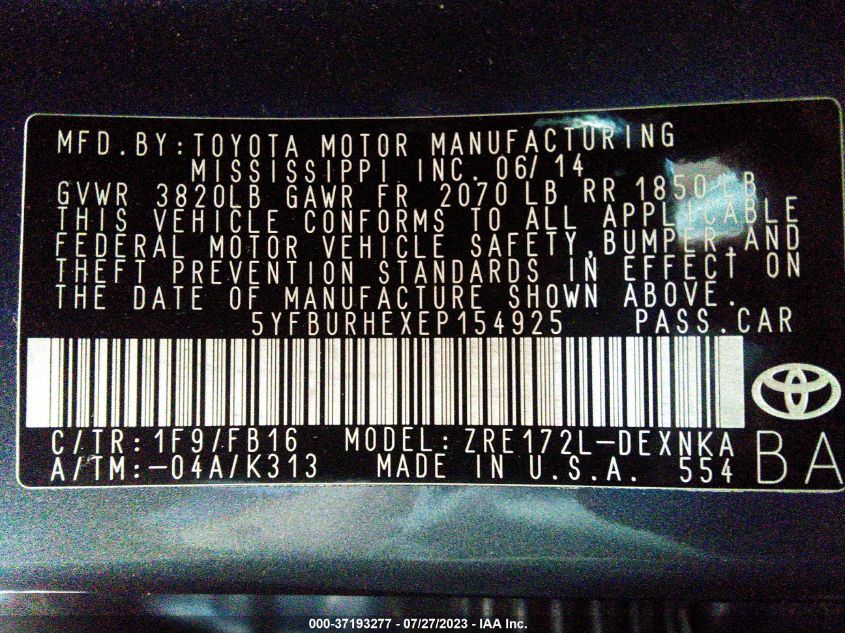 MFD.BY:TOYOTA MOTOR MANUFACTURING
MISSISSIPPI INC. 06/14
GVWR 3820LB GAWR FR 2070 LB RR 1850 LB
THIS VEHICLE CONFORMS TO ALL APPLICABLE
FEDERAL MOTOR VEHICLE SAFETY,BUMPER,AND
THEFT PREVENTION STANDARDS IN EFFECT ON
THE DATE OF MANUFACTURE SHOWN ABOVE.
5YFBURHEXEP154925 PASS.CAR
C/TR:1F9/FB16 MODEL:ZRE172L-DEXNKA
A/TM:-04A/K313 MADE IN U.S.A. 554
BA
000-37193277 - 07/27/2023 - IAA Inc.